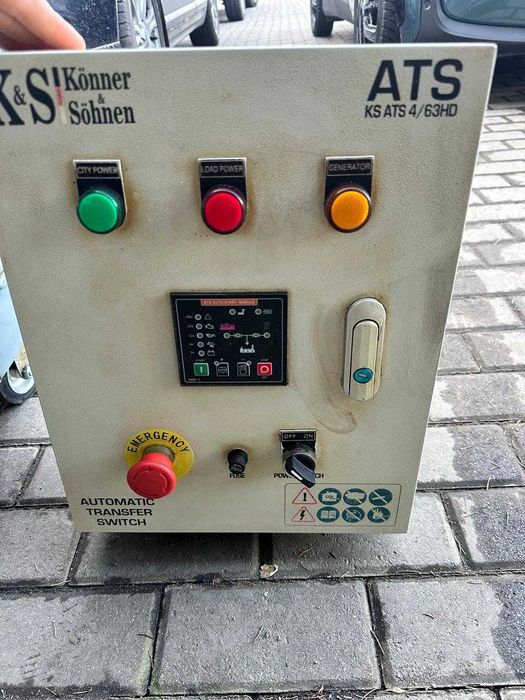 K&S
Könner
&
Söhnen
ATS
KS ATS 4/63HD
CITY POWER
LOAD POWER
GENERATOR
ATS AUTO START MODULE
EMERGENCY
OFF ON
FUSE
AUTOMATIC
TRANSFER
SWITCH